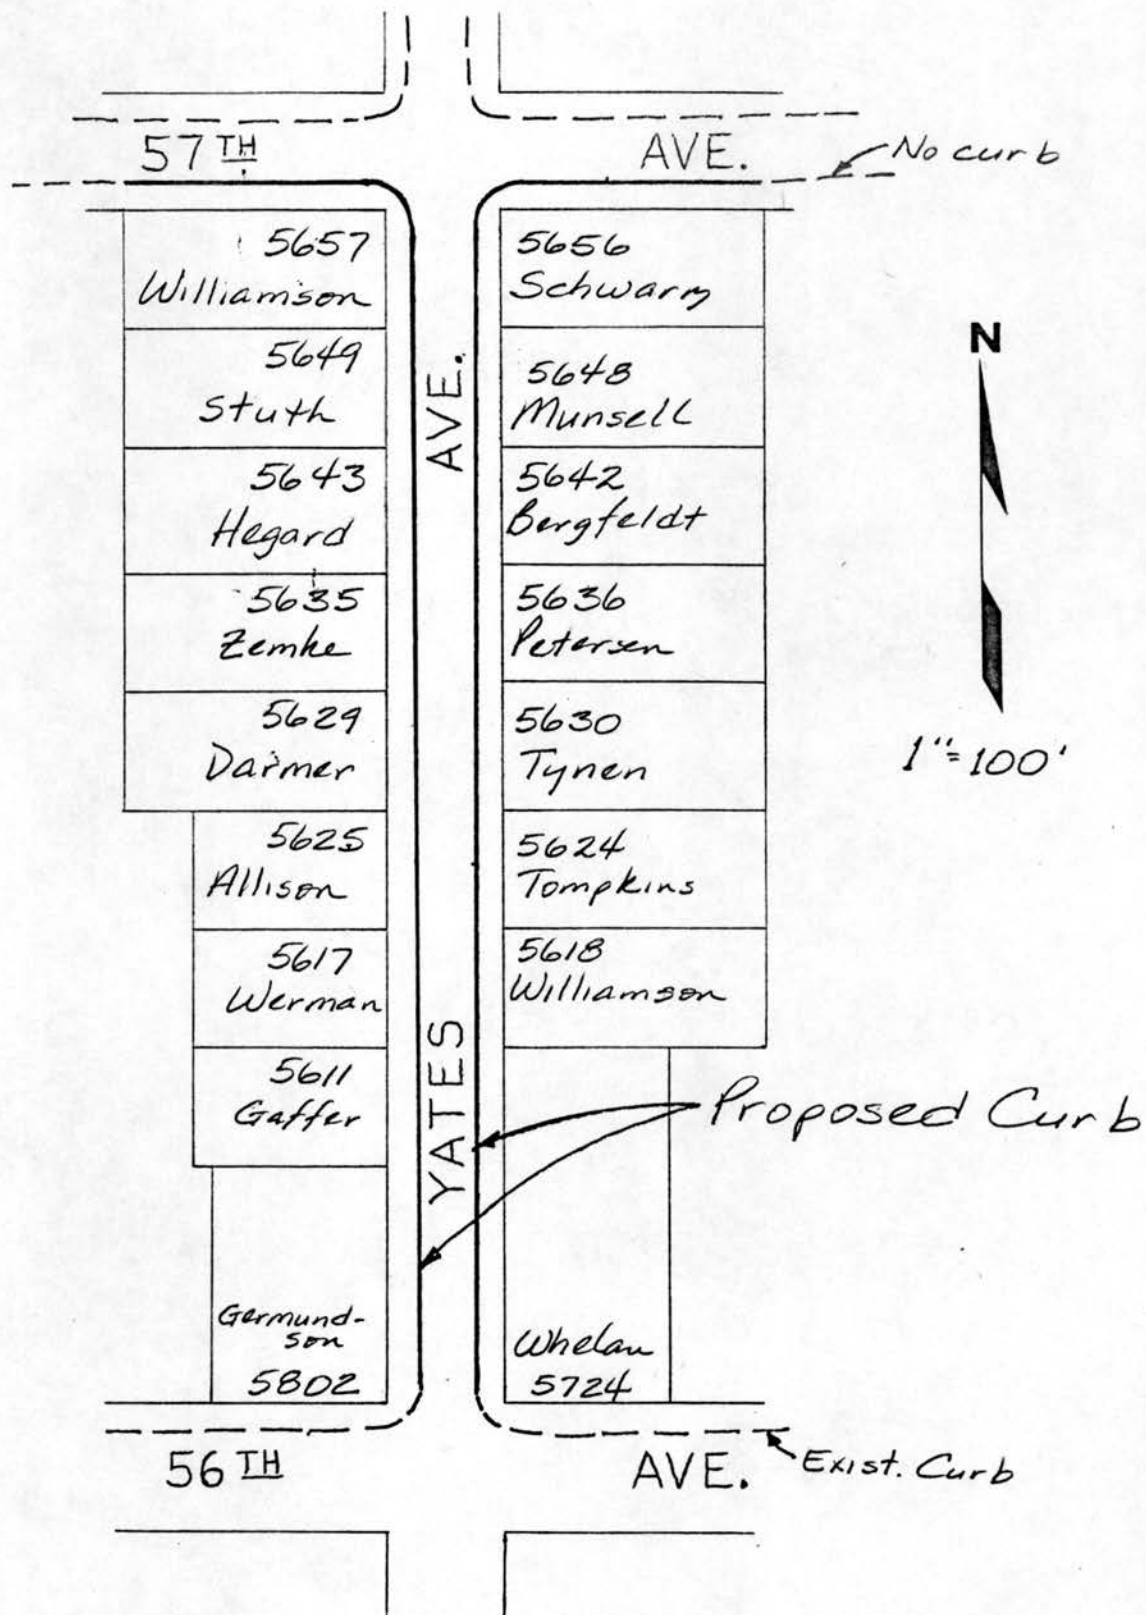 57TH
AVE.
No curb
5657
Williamson
5656
Schwarm
5649
Stuth
5648
Munsell
5643
Hegard
5642
Bergfeldt
5635
Zemke
5636
Petersen
5629
Darmer
5630
Tynen
5625
Allison
5624
Tompkins
5617
Werman
5618
Williamson
5611
Gaffer
YATES AVE.
Proposed Curb
N
1"=100'
Germund-
son
5802
Whelan
5724
56TH
AVE.
Exist. Curb